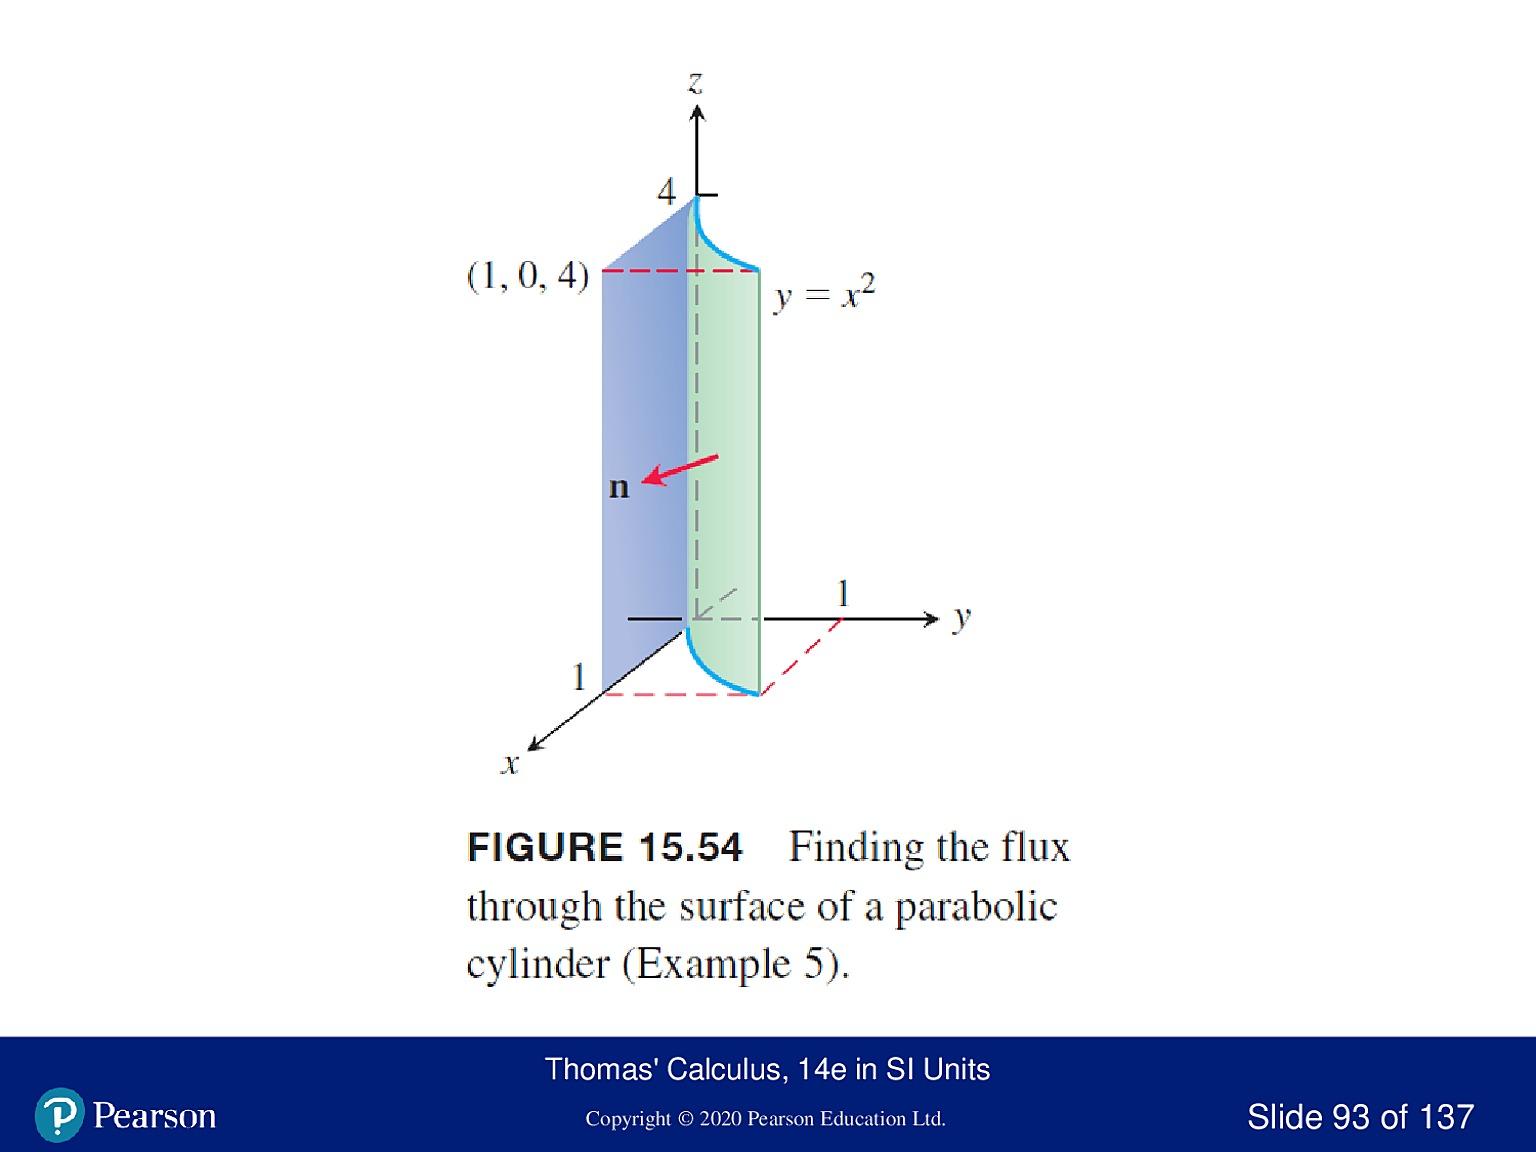 z
4
(1, 0, 4)
y = x²
n
1
y
1
x
FIGURE 15.54 Finding the flux
through the surface of a parabolic
cylinder (Example 5).
Thomas' Calculus, 14e in SI Units
Pearson
Copyright © 2020 Pearson Education Ltd.
Slide 93 of 137